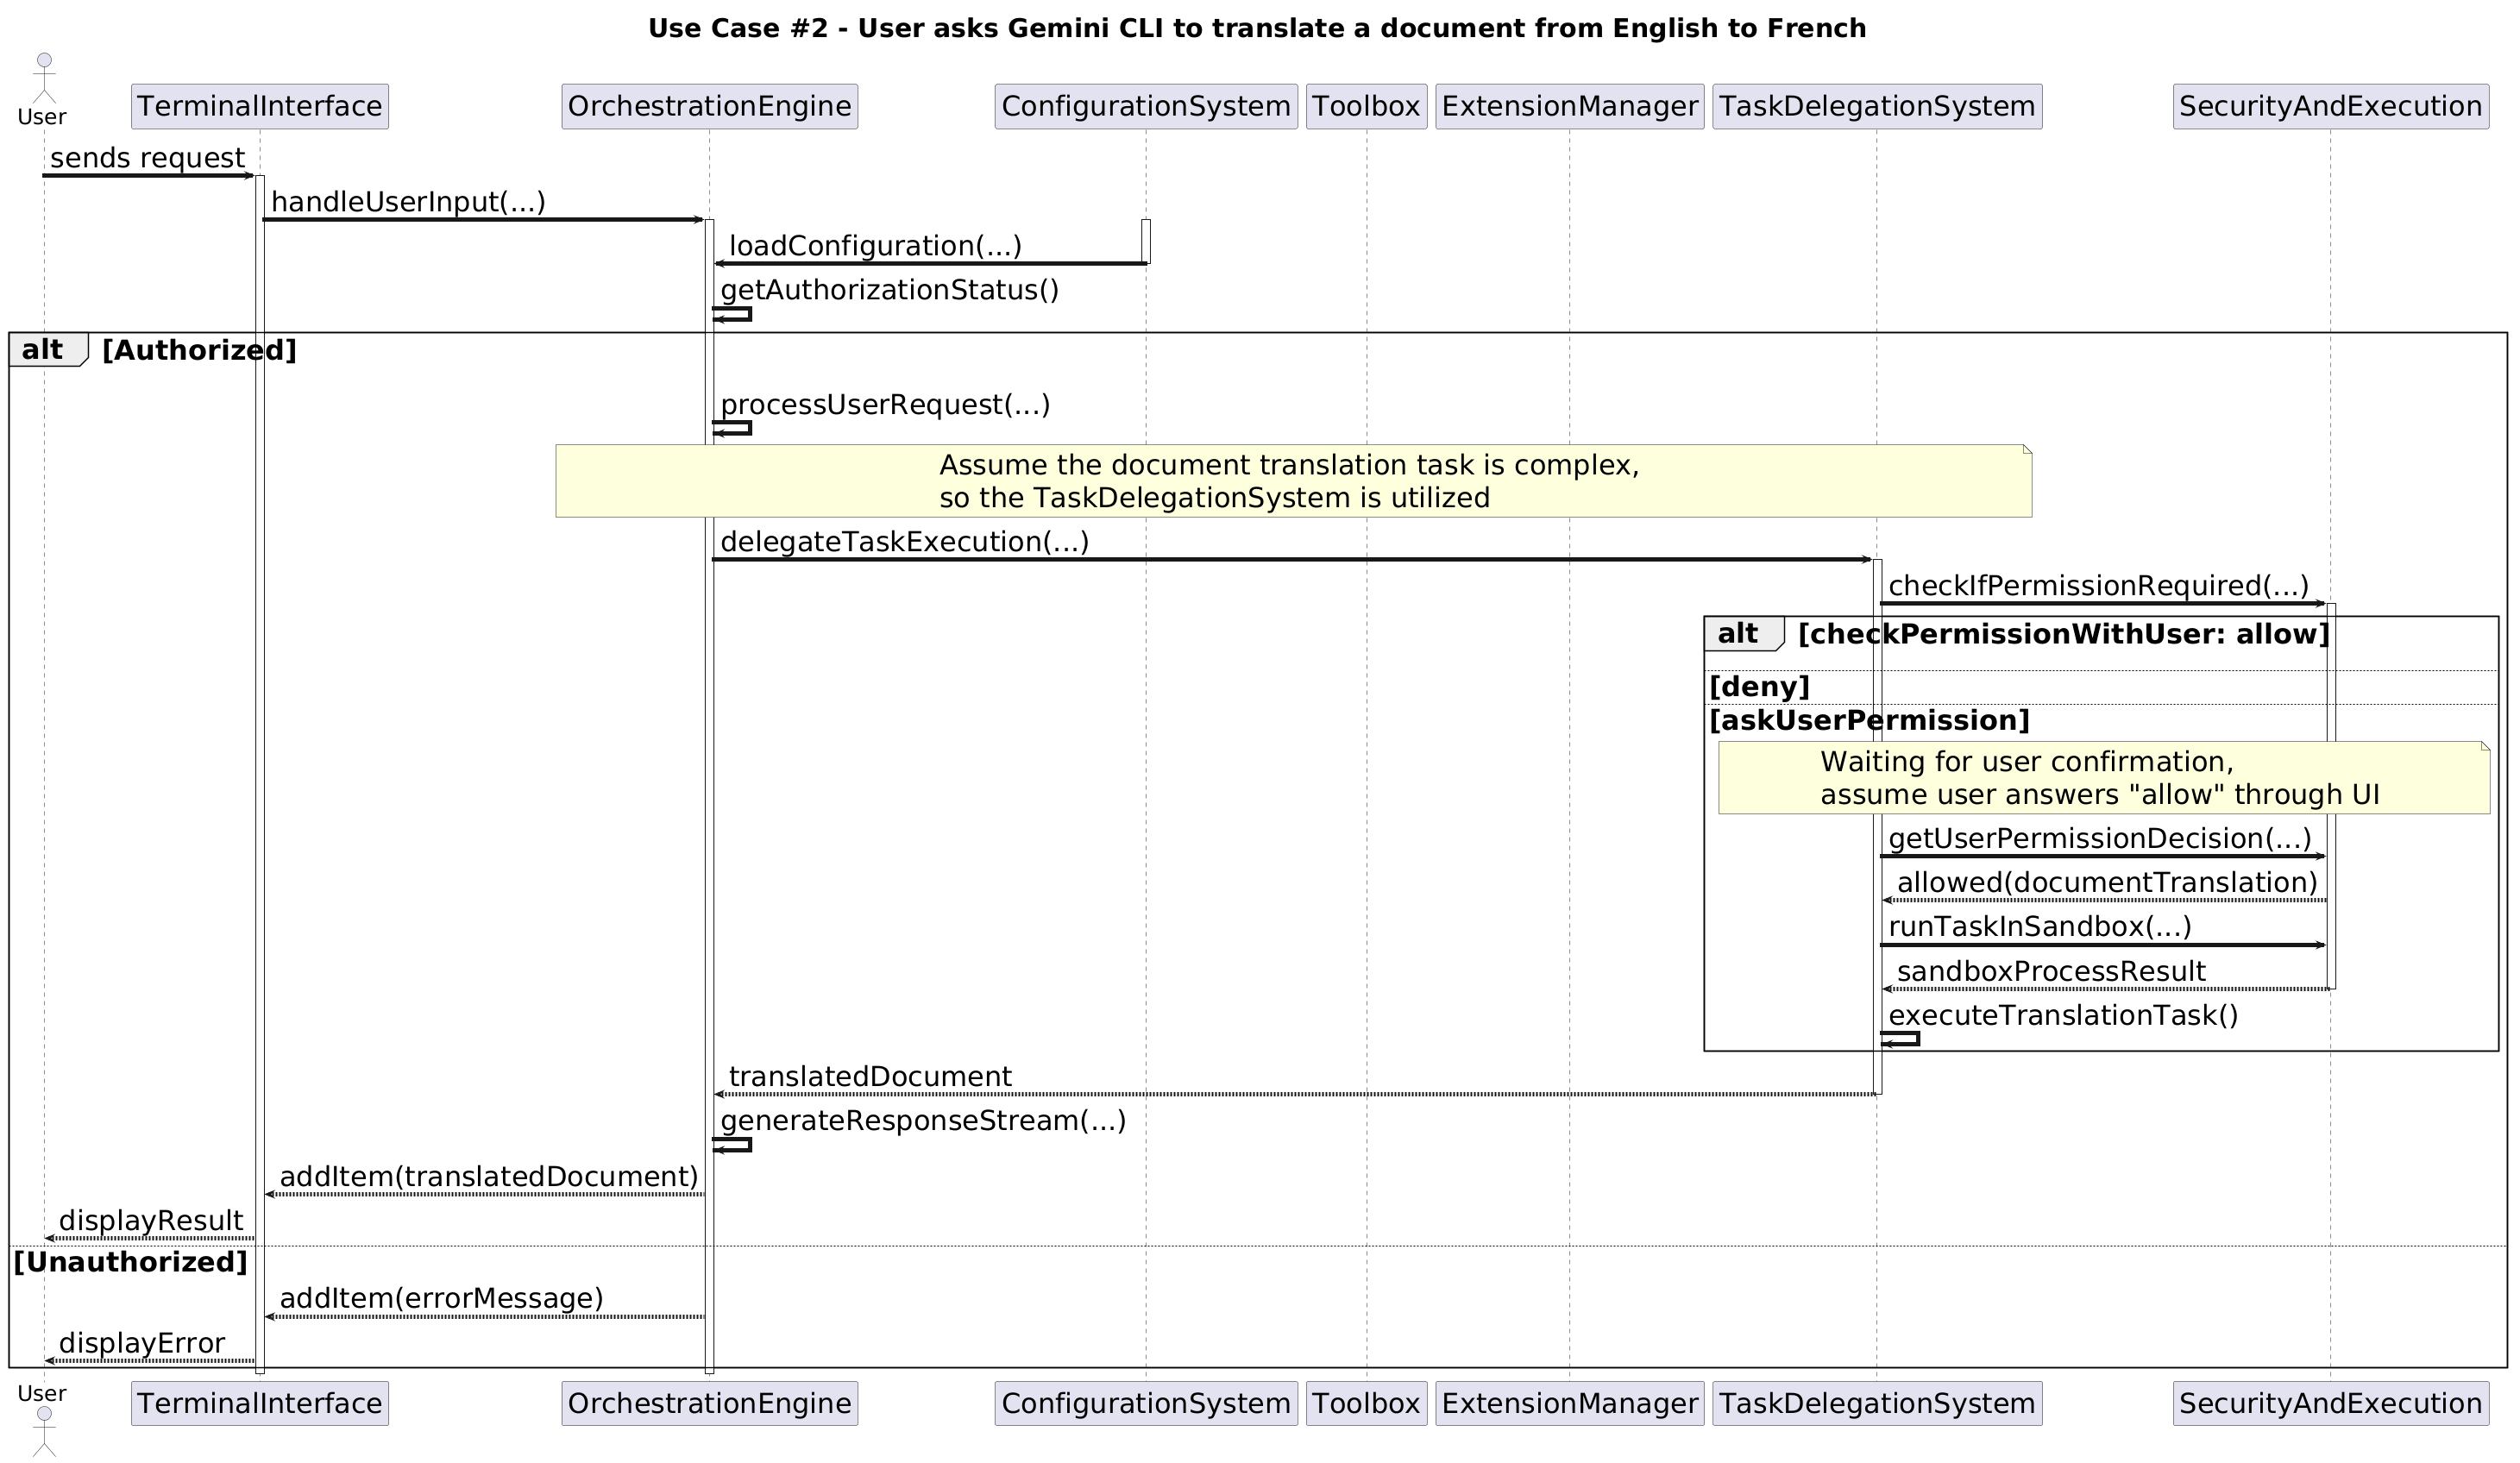 Use Case #2 - User asks Gemini CLI to translate a document from English to French
User
TerminalInterface
OrchestrationEngine
ConfigurationSystem
Toolbox
ExtensionManager
TaskDelegationSystem
SecurityAndExecution
sends request
handleUserInput(...)
loadConfiguration(...)
getAuthorizationStatus()
alt [Authorized]
processUserRequest(...)
Assume the document translation task is complex,
so the TaskDelegationSystem is utilized
delegateTaskExecution(...)
checkIfPermissionRequired(...)
alt [checkPermissionWithUser: allow]
[deny]
[askUserPermission]
Waiting for user confirmation,
assume user answers "allow" through UI
getUserPermissionDecision(...)
allowed(documentTranslation)
runTaskInSandbox(...)
sandboxProcessResult
executeTranslationTask()
translatedDocument
generateResponseStream(...)
addItem(translatedDocument)
displayResult
[Unauthorized]
addItem(errorMessage)
displayError
User
TerminalInterface
OrchestrationEngine
ConfigurationSystem
Toolbox
ExtensionManager
TaskDelegationSystem
SecurityAndExecution